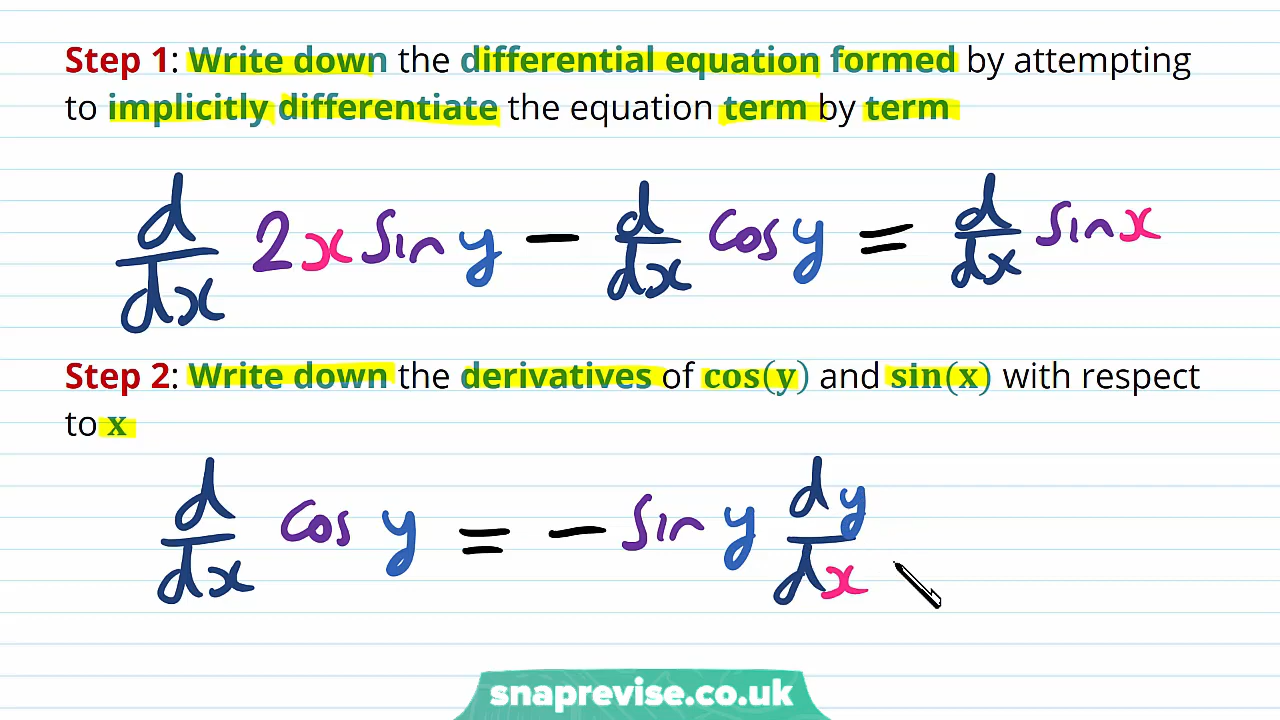 Step 1: Write down the differential equation formed by attempting
to implicitly differentiate the equation term by term
d/dx 2x sin y − d/dx cos y = d/dx sin x
Step 2: Write down the derivatives of cos(y) and sin(x) with respect
to x
d/dx cos y = − sin y dy/dx
snaprevise.co.uk